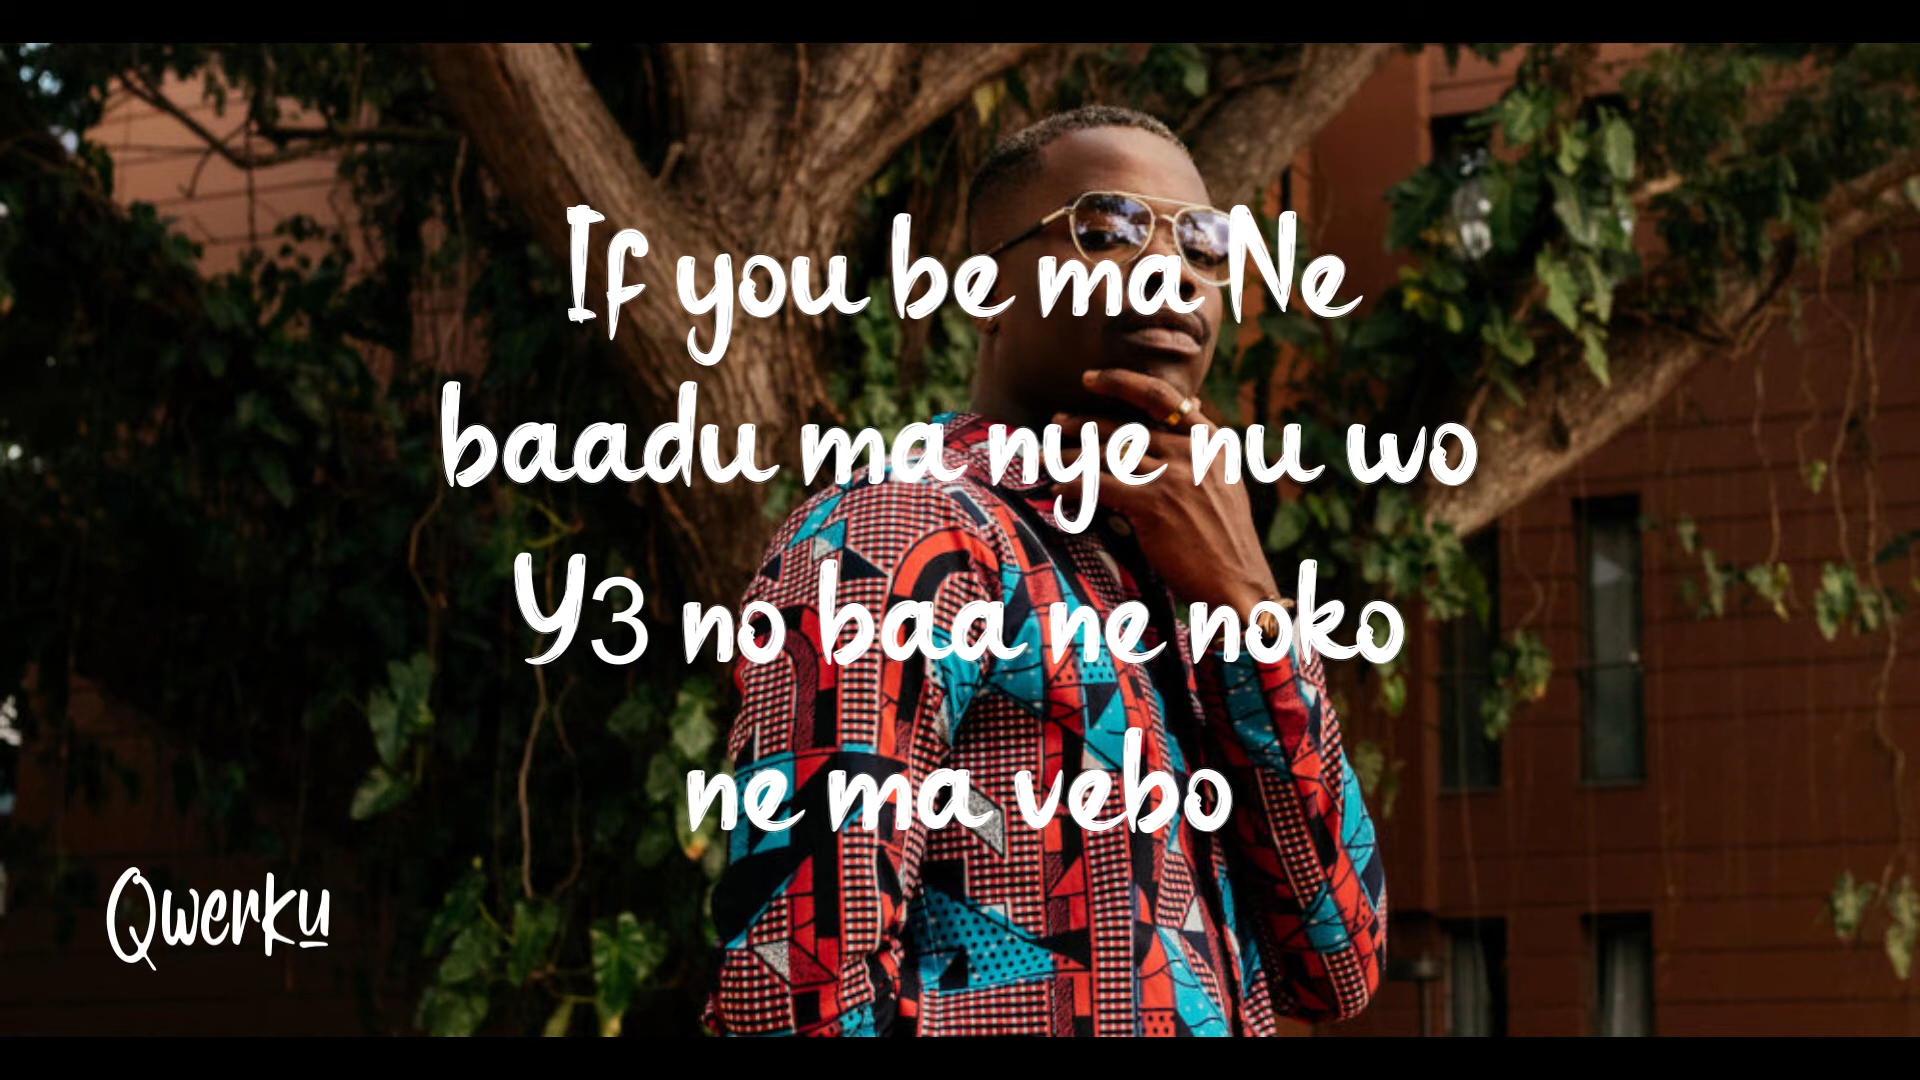 If you be ma Ne
baadu ma nye nu wo
Y3 no baa ne noko
ne ma vebo
Qwerku